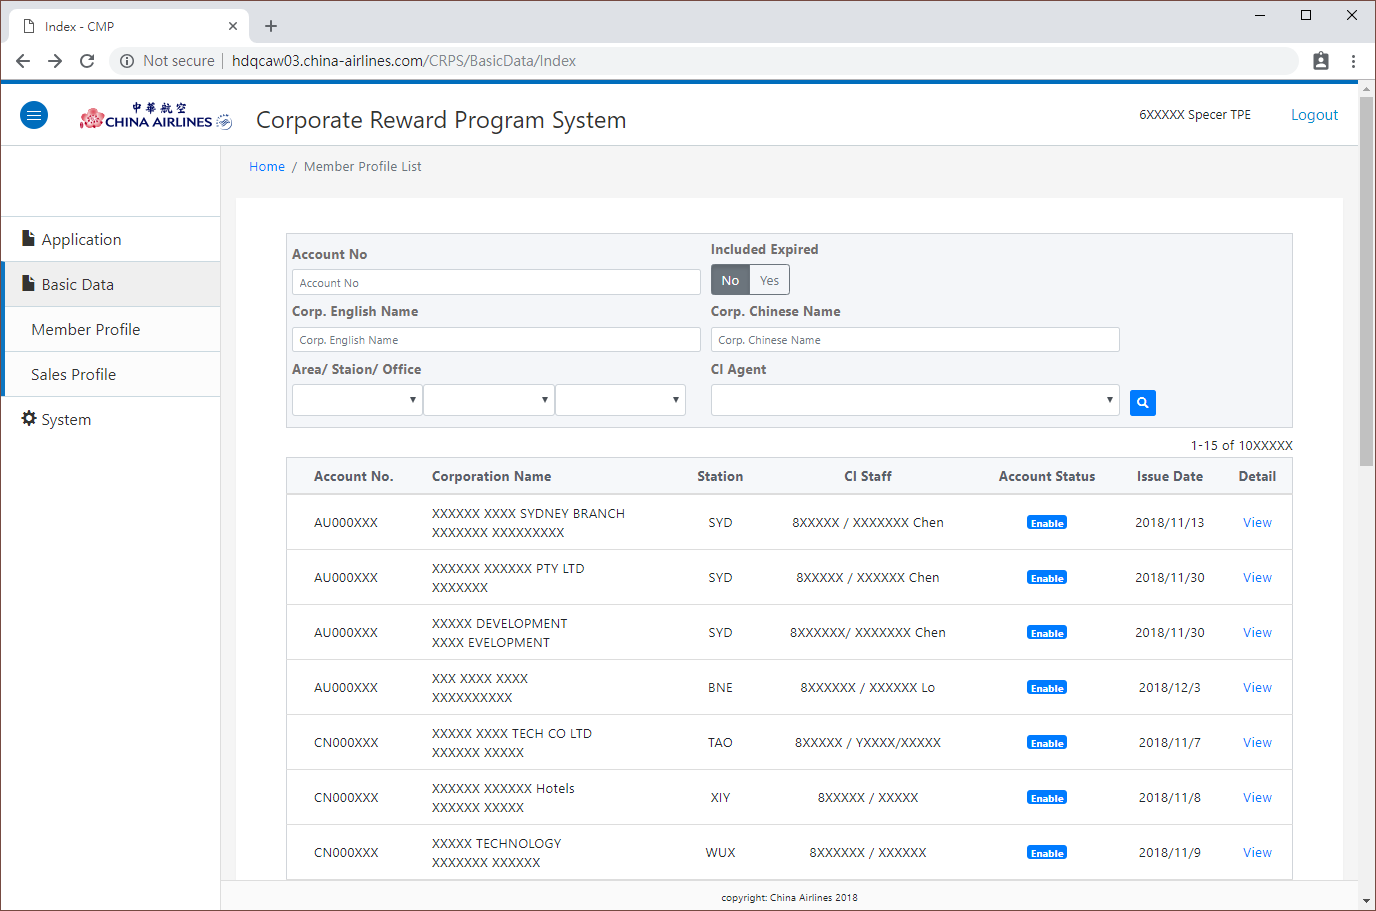 Index - CMP
Not secure | hdqcaw03.china-airlines.com/CRPS/BasicData/Index
中華航空
CHINA AIRLINES
Corporate Reward Program System
6XXXXX Specer TPE
Logout
Home / Member Profile List
Application
Basic Data
Member Profile
Sales Profile
System
Account No
Included Expired
Account No
No Yes
Corp. English Name
Corp. Chinese Name
Corp. English Name
Corp. Chinese Name
Area/ Staion/ Office
CI Agent
1-15 of 10XXXXX
Account No. Corporation Name Station CI Staff Account Status Issue Date Detail
AU000XXX XXXXXX XXXX SYDNEY BRANCH SYD 8XXXXX / XXXXXXX Chen Enable 2018/11/13 View
XXXXXXX XXXXXXXXX
AU000XXX XXXXXX XXXXXX PTY LTD SYD 8XXXXX / XXXXXX Chen Enable 2018/11/30 View
XXXXXXX
AU000XXX XXXXX DEVELOPMENT SYD 8XXXXXX/ XXXXXXX Chen Enable 2018/11/30 View
XXXX EVELOPMENT
AU000XXX XXX XXXX XXXX BNE 8XXXXXX / XXXXXX Lo Enable 2018/12/3 View
XXXXXXXXXX
CN000XXX XXXXX XXXX TECH CO LTD TAO 8XXXXX / YXXXX/XXXXX Enable 2018/11/7 View
XXXXXX XXXXX
CN000XXX XXXXXX XXXXXX Hotels XIY 8XXXXX / XXXXX Enable 2018/11/8 View
XXXXXX XXXXX
CN000XXX XXXXX TECHNOLOGY WUX 8XXXXXX / XXXXXX Enable 2018/11/9 View
XXXXXXX XXXXXX
copyright: China Airlines 2018